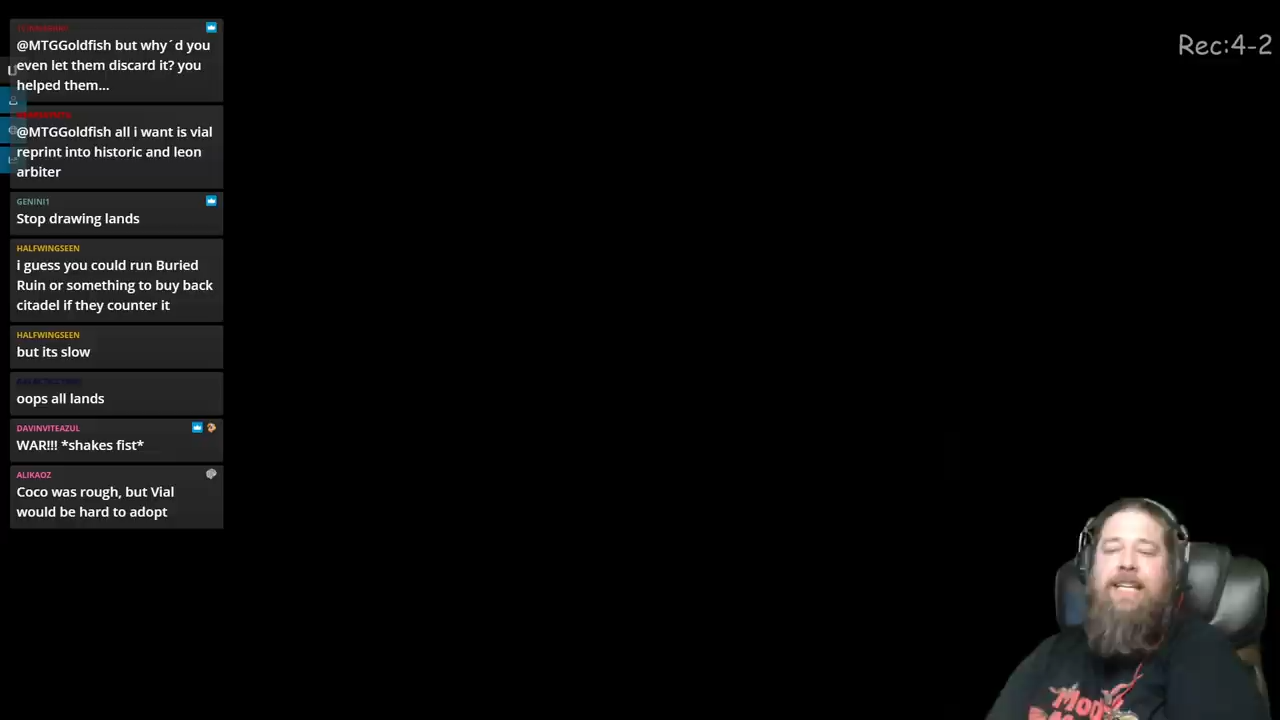 @MTGGoldfish but why´d you
even let them discard it? you
helped them...
@MTGGoldfish all i want is vial
reprint into historic and leon
arbiter
GENINI1
Stop drawing lands
HALFWINGSEEN
i guess you could run Buried
Ruin or something to buy back
citadel if they counter it
HALFWINGSEEN
but its slow
oops all lands
DAVINVITEAZUL
WAR!!! *shakes fist*
ALIKAOZ
Coco was rough, but Vial
would be hard to adopt
Rec:4-2